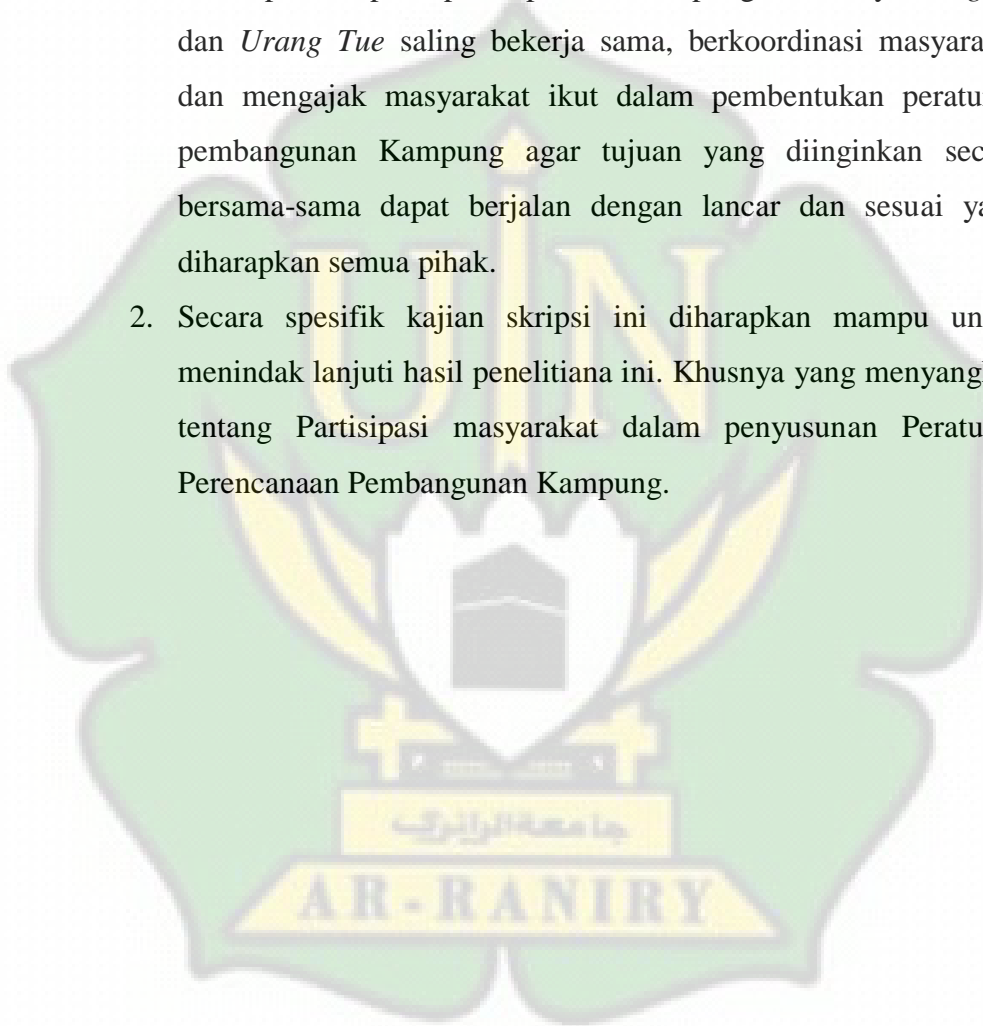 dan Urang Tue saling bekerja sama, berkoordinasi masyara
dan mengajak masyarakat ikut dalam pembentukan peratu
pembangunan Kampung agar tujuan yang diinginkan sec
bersama-sama dapat berjalan dengan lancar dan sesuai ya
diharapkan semua pihak.
2. Secara spesifik kajian skripsi ini diharapkan mampu un
menindak lanjuti hasil penelitiana ini. Khusnya yang menyang
tentang Partisipasi masyarakat dalam penyusunan Peratu
Perencanaan Pembangunan Kampung.
UIN
جامعة الرانري
AR-RANIRY